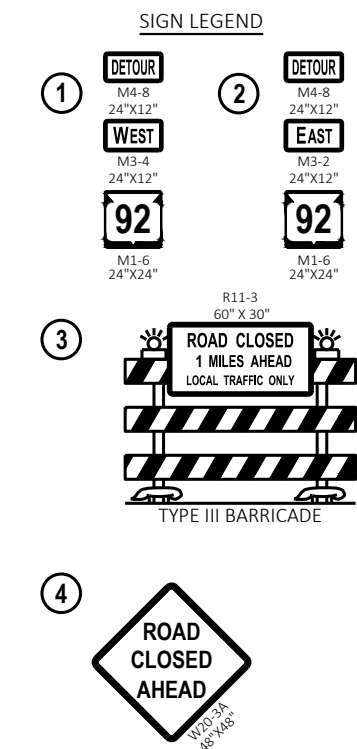 SIGN LEGEND
1
DETOUR
M4-8
24"X12"
WEST
M3-4
24"X12"
92
M1-6
24"X24"
2
DETOUR
M4-8
24"X12"
EAST
M3-2
24"X12"
92
M1-6
24"X24"
3
R11-3
60" X 30"
ROAD CLOSED
1 MILES AHEAD
LOCAL TRAFFIC ONLY
TYPE III BARRICADE
4
ROAD
CLOSED
AHEAD
W20-3A
48"X48"